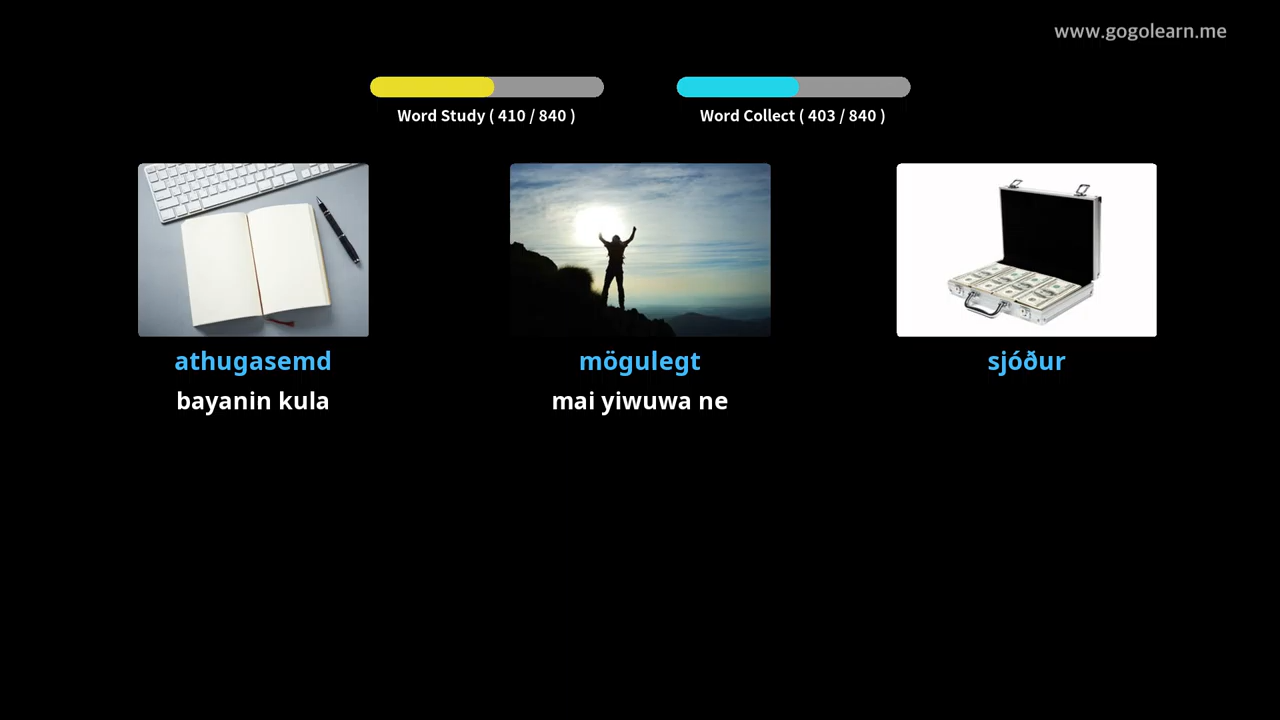 www.gogolearn.me
Word Study ( 410 / 840 )
Word Collect ( 403 / 840 )
athugasemd
mögulegt
sjóður
bayanin kula
mai yiwuwa ne